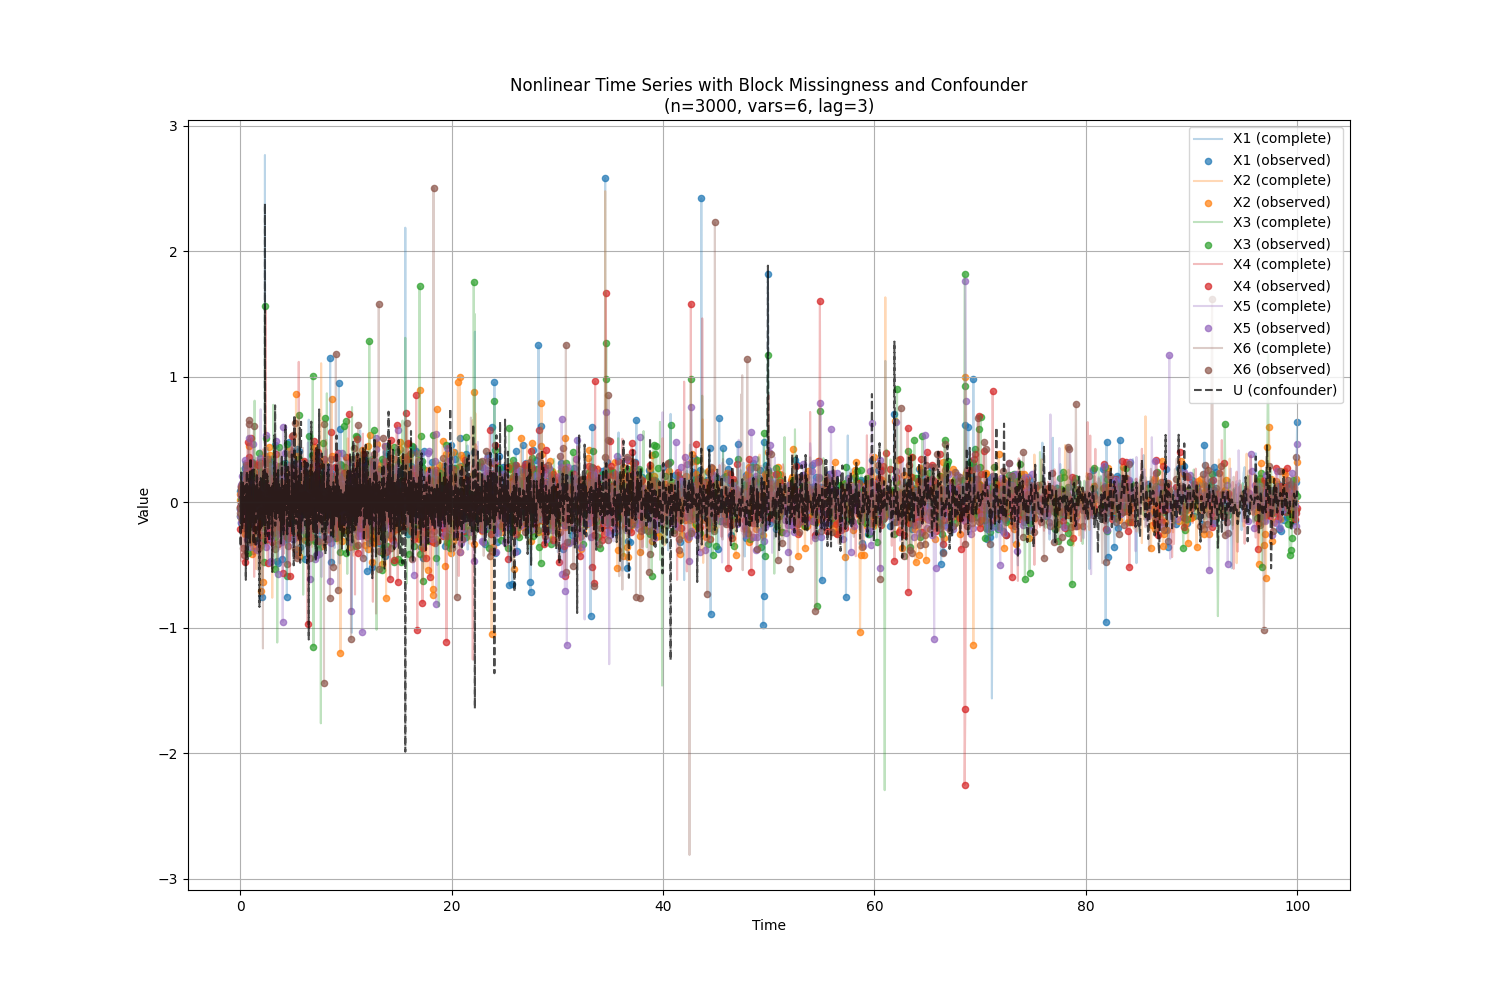 Nonlinear Time Series with Block Missingness and Confounder
(n=3000, vars=6, lag=3)
3
2
1
0
−1
−2
−3
Value
0
20
40
60
80
100
Time
X1 (complete)
X1 (observed)
X2 (complete)
X2 (observed)
X3 (complete)
X3 (observed)
X4 (complete)
X4 (observed)
X5 (complete)
X5 (observed)
X6 (complete)
X6 (observed)
U (confounder)